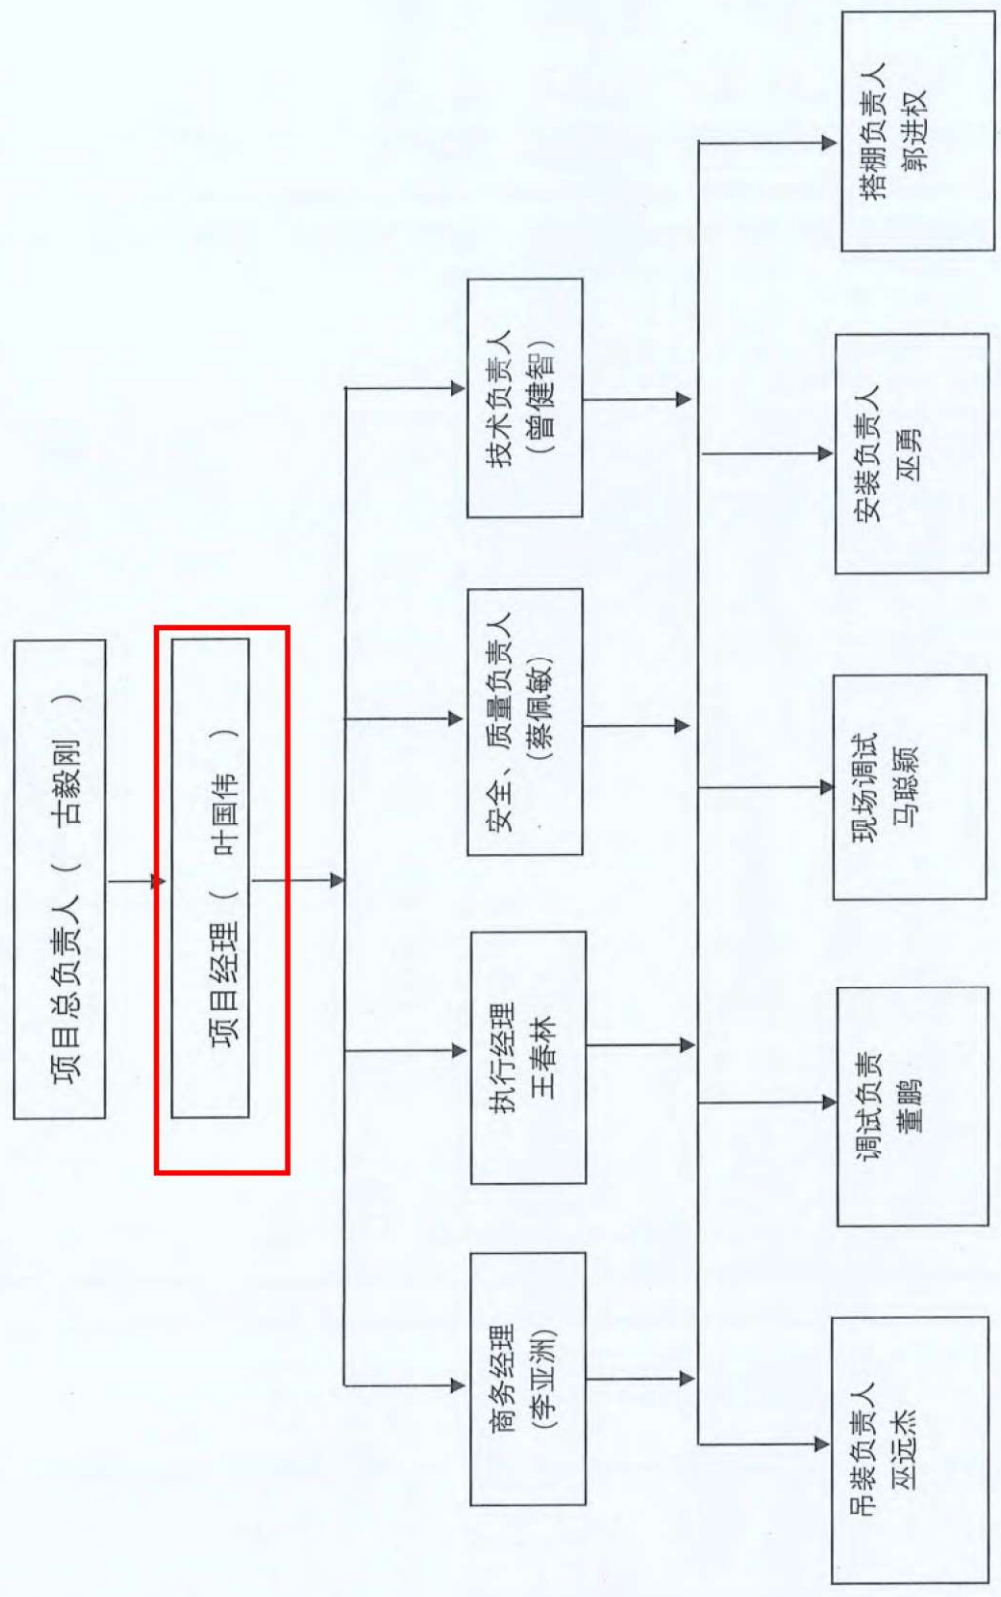 项目总负责人（ 古毅刚 ）
项目经理（ 叶国伟 ）
商务经理
(李亚洲)
执行经理
王春林
安全、质量负责人
(蔡佩敏)
技术负责人
（曾健智）
吊装负责人
巫远杰
调试负责
董鹏
现场调试
马聪颖
安装负责人
巫勇
搭棚负责人
郭进权